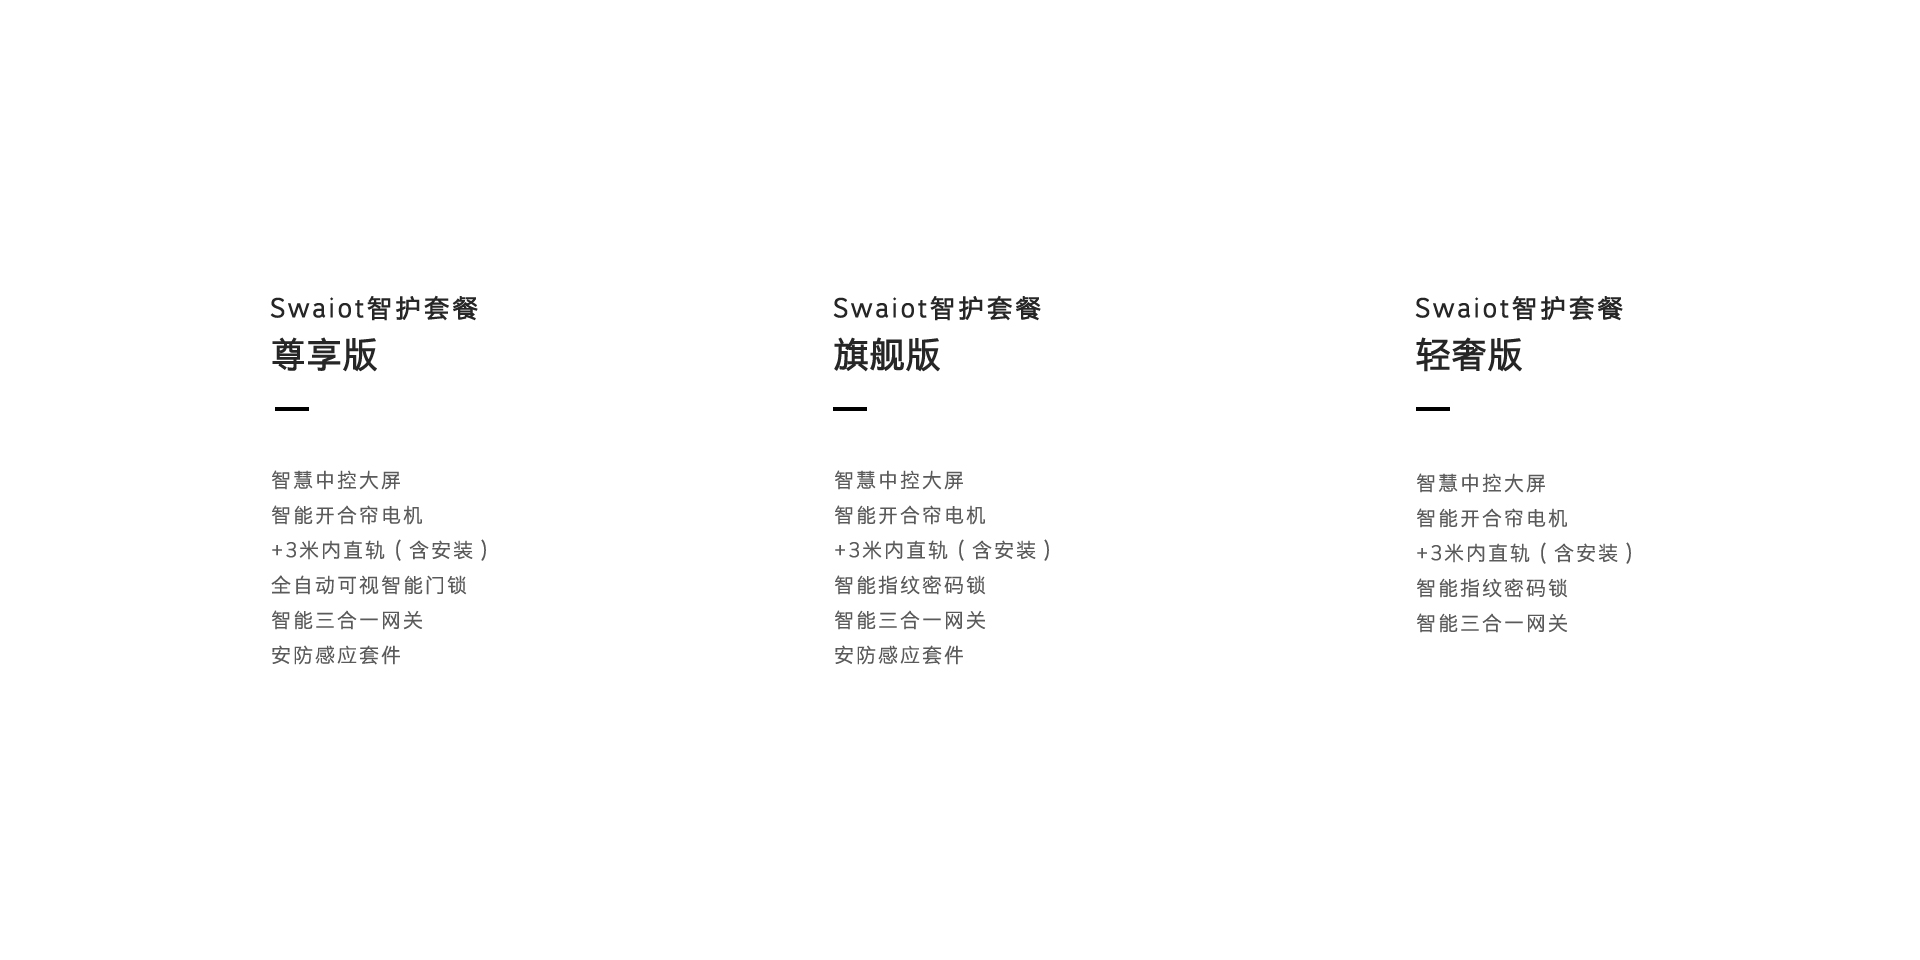 Swaiot智护套餐
尊享版
智慧中控大屏
智能开合帘电机
+3米内直轨（含安装）
全自动可视智能门锁
智能三合一网关
安防感应套件
Swaiot智护套餐
旗舰版
智慧中控大屏
智能开合帘电机
+3米内直轨（含安装）
智能指纹密码锁
智能三合一网关
安防感应套件
Swaiot智护套餐
轻奢版
智慧中控大屏
智能开合帘电机
+3米内直轨（含安装）
智能指纹密码锁
智能三合一网关